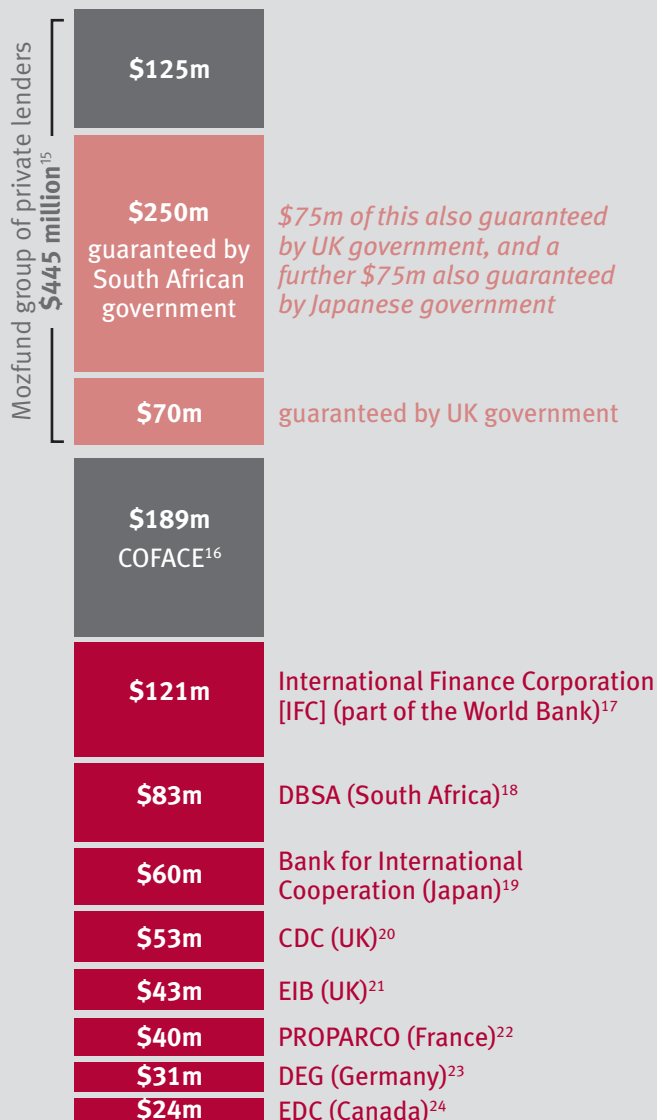 Mozfund group of private lenders
$445 million15
$125m
$250m
guaranteed by
South African
government
$75m of this also guaranteed
by UK government, and a
further $75m also guaranteed
by Japanese government
$70m
guaranteed by UK government
$189m
COFACE16
$121m
International Finance Corporation
[IFC] (part of the World Bank)17
$83m
DBSA (South Africa)18
$60m
Bank for International
Cooperation (Japan)19
$53m
CDC (UK)20
$43m
EIB (UK)21
$40m
PROPARCO (France)22
$31m
DEG (Germany)23
$24m
EDC (Canada)24